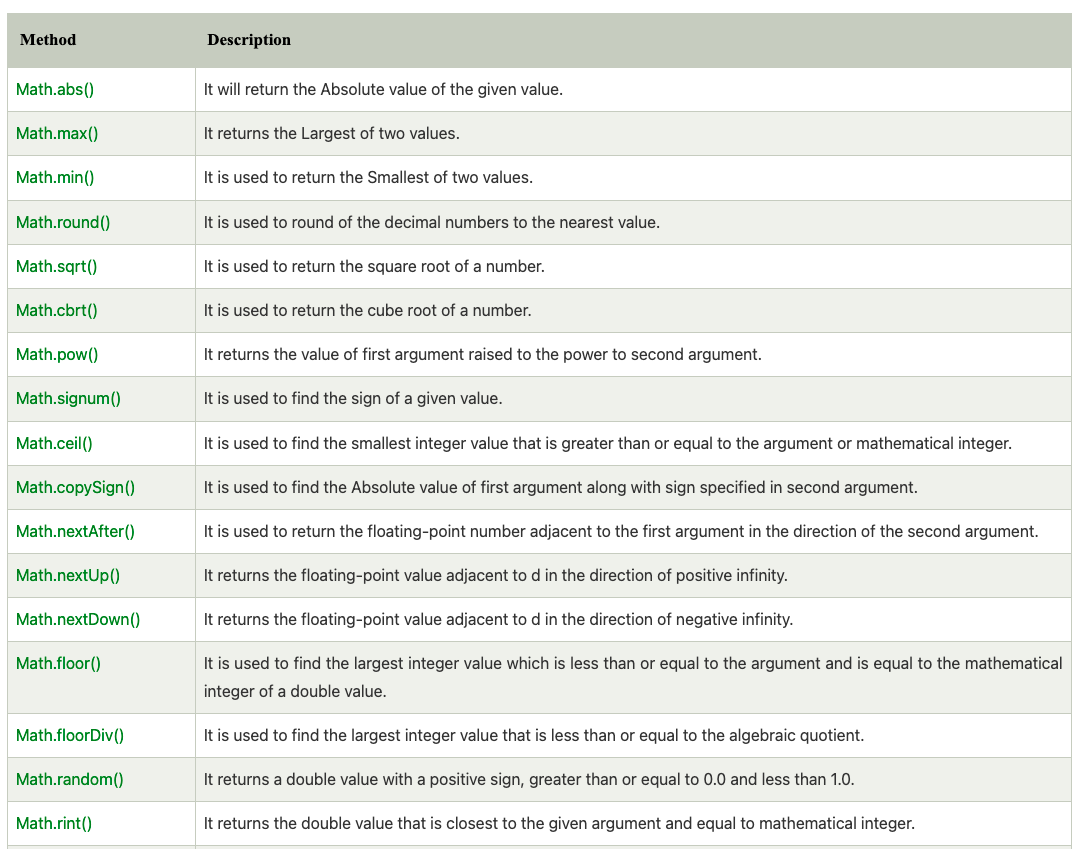 Method Description
Math.abs() It will return the Absolute value of the given value.
Math.max() It returns the Largest of two values.
Math.min() It is used to return the Smallest of two values.
Math.round() It is used to round of the decimal numbers to the nearest value.
Math.sqrt() It is used to return the square root of a number.
Math.cbrt() It is used to return the cube root of a number.
Math.pow() It returns the value of first argument raised to the power to second argument.
Math.signum() It is used to find the sign of a given value.
Math.ceil() It is used to find the smallest integer value that is greater than or equal to the argument or mathematical integer.
Math.copySign() It is used to find the Absolute value of first argument along with sign specified in second argument.
Math.nextAfter() It is used to return the floating-point number adjacent to the first argument in the direction of the second argument.
Math.nextUp() It returns the floating-point value adjacent to d in the direction of positive infinity.
Math.nextDown() It returns the floating-point value adjacent to d in the direction of negative infinity.
Math.floor() It is used to find the largest integer value which is less than or equal to the argument and is equal to the mathematical
integer of a double value.
Math.floorDiv() It is used to find the largest integer value that is less than or equal to the algebraic quotient.
Math.random() It returns a double value with a positive sign, greater than or equal to 0.0 and less than 1.0.
Math.rint() It returns the double value that is closest to the given argument and equal to mathematical integer.